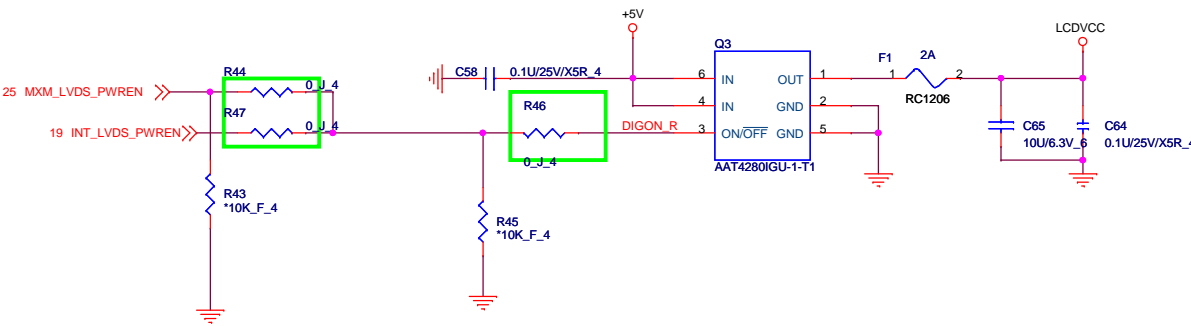 +5V
LCDVCC
Q3
F1
2A
C58
0.1U/25V/X5R_4
R44
0_J_4
25 MXM_LVDS_PWREN
6
IN
OUT
1
1
2
RC1206
R46
4
IN
GND
2
R47
0_J_4
19 INT_LVDS_PWREN
DIGON_R
3
ON/OFF
GND
5
C65
10U/6.3V_6
C64
0.1U/25V/X5R_4
0_J_4
AAT4280IGU-1-T1
R43
*10K_F_4
R45
*10K_F_4